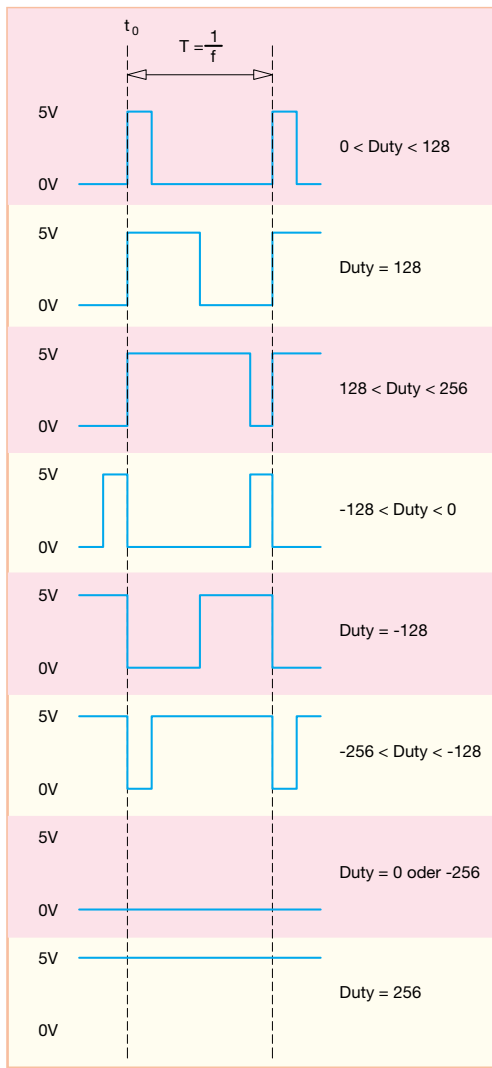 t0
T = 1/f
5V
0 < Duty < 128
0V
5V
Duty = 128
0V
5V
128 < Duty < 256
0V
5V
-128 < Duty < 0
0V
5V
Duty = -128
0V
5V
-256 < Duty < -128
0V
5V
Duty = 0 oder -256
0V
5V
Duty = 256
0V